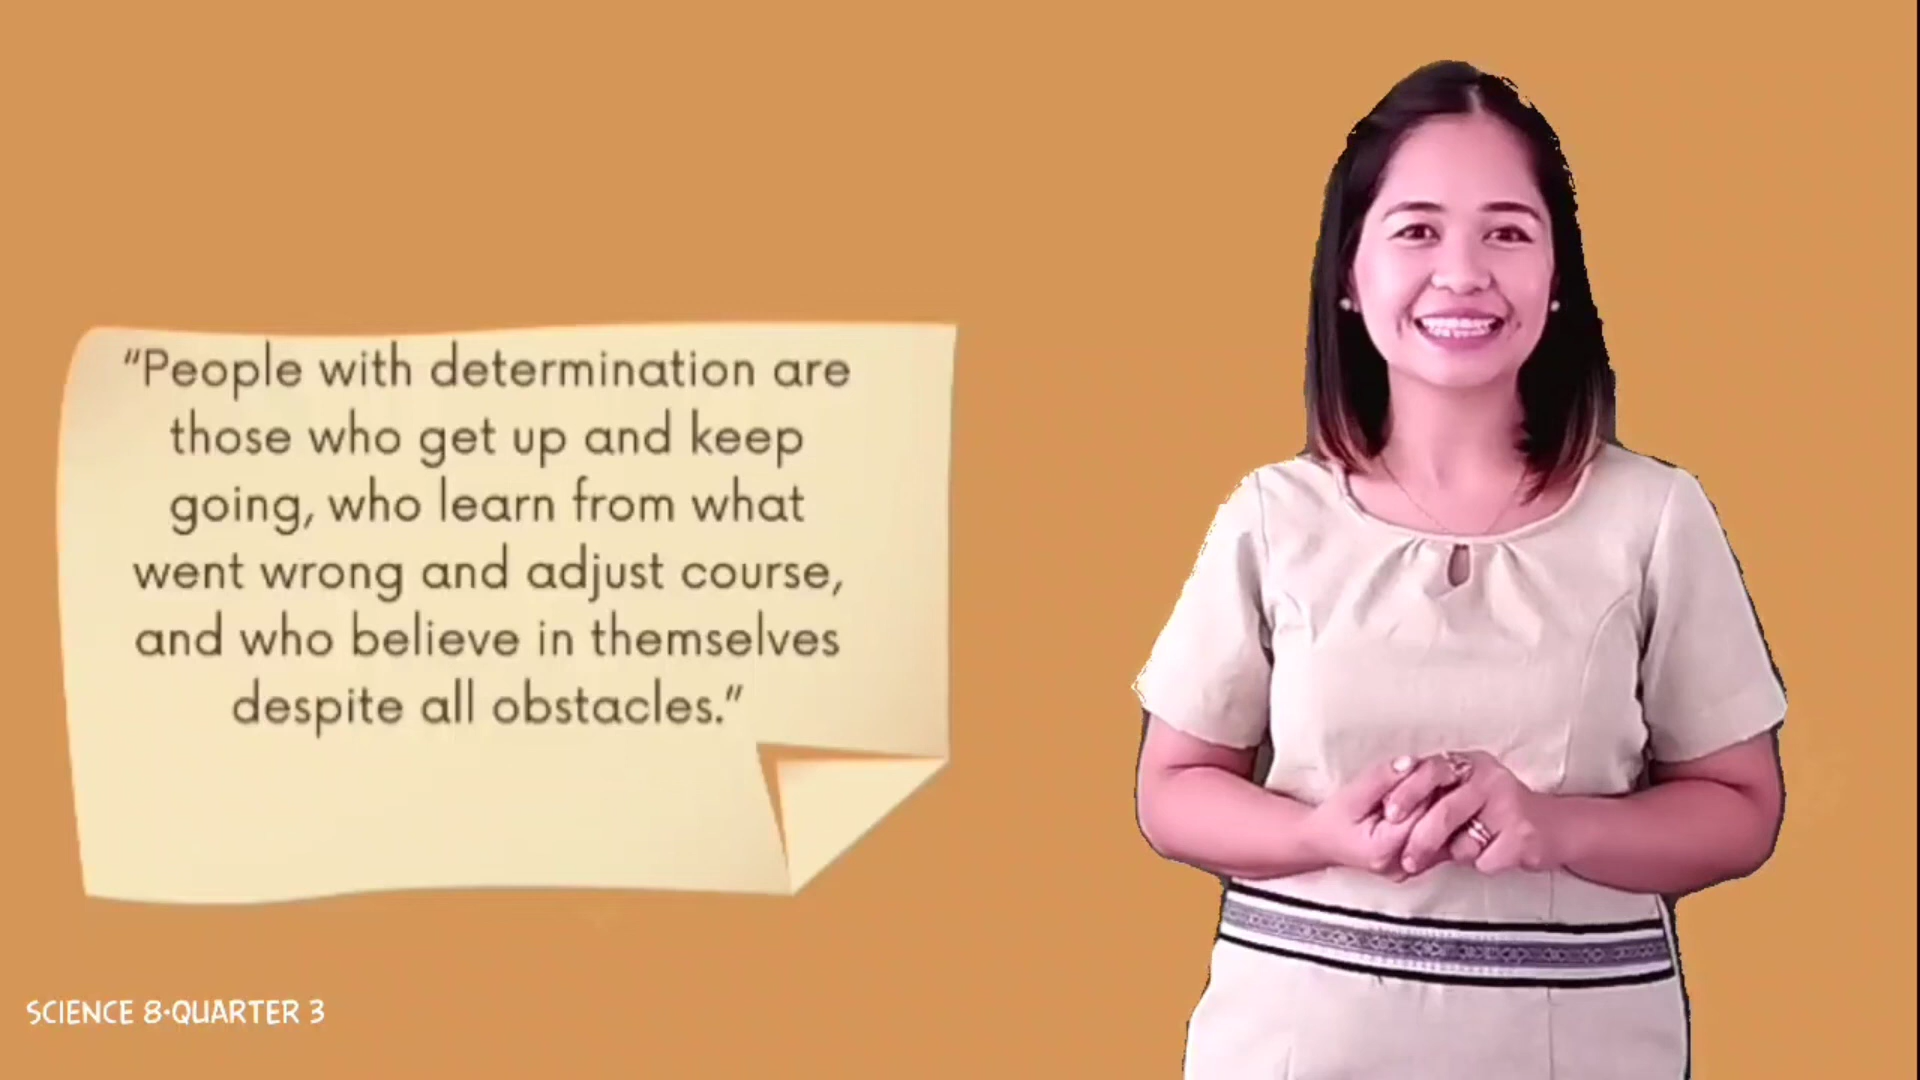 “People with determination are
those who get up and keep
going, who learn from what
went wrong and adjust course,
and who believe in themselves
despite all obstacles.”
SCIENCE 8•QUARTER 3